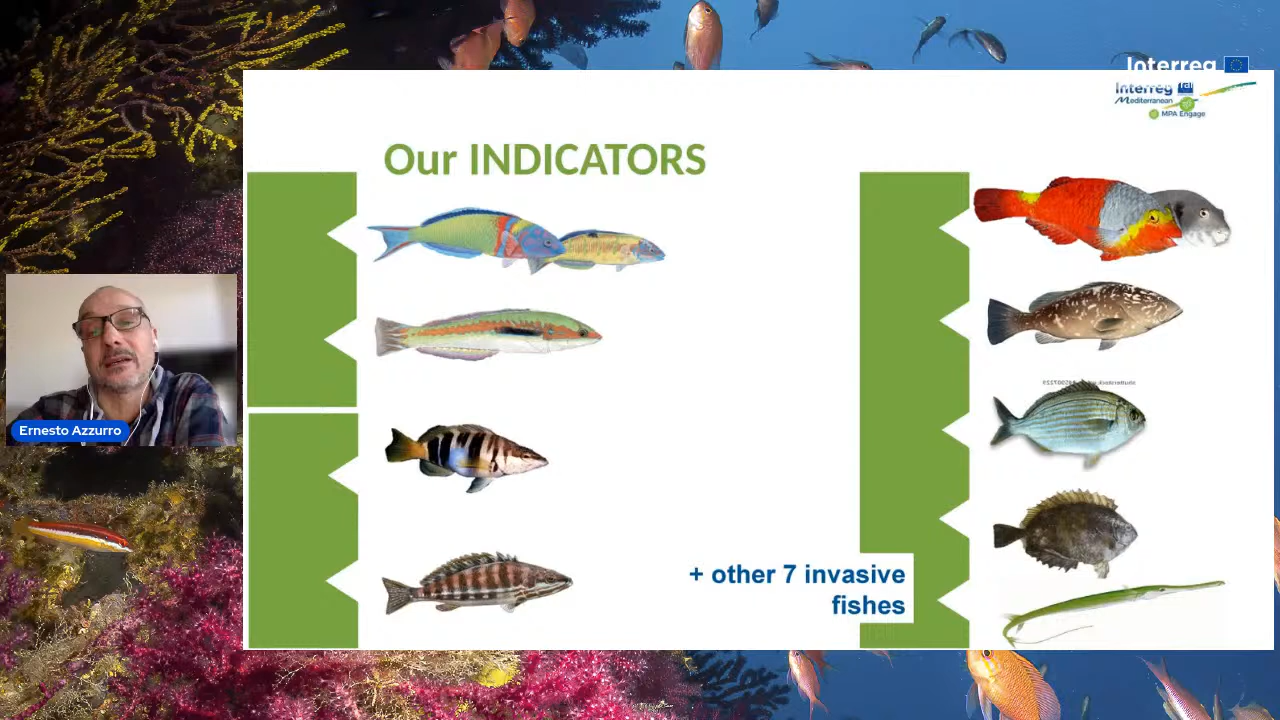 Interreg
Interreg
Mediterranean
MPA Engage
Our INDICATORS
Ernesto Azzurro
+ other 7 invasive
fishes